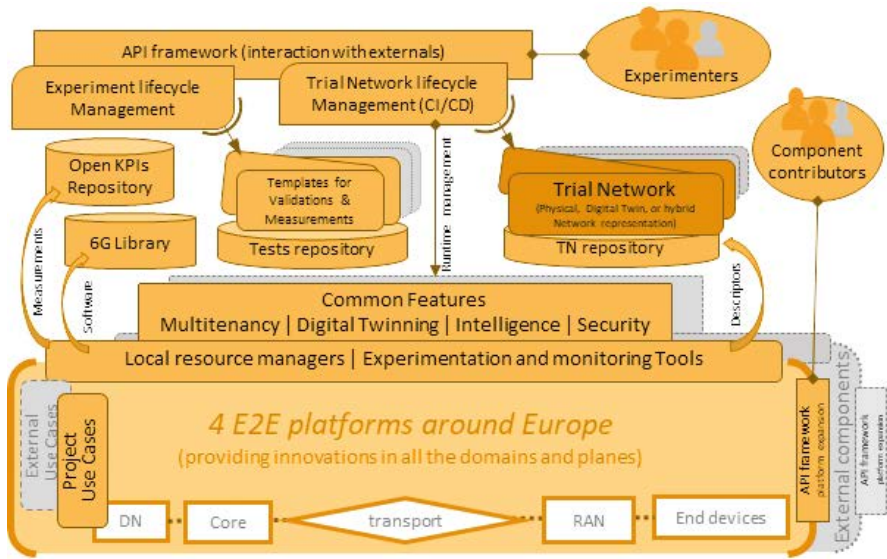 API framework (interaction with externals)
Experimenters
Experiment lifecycle
Management
Trial Network lifecycle
Management (CI/CD)
Component
contributors
Open KPIs
Repository
Templates for
Validations &
Measurements
Tests repository
Runtime management
Trial Network
(Physical, Digital Twin, or hybrid
Network representation)
TN repository
6G Library
Measurements
Software
Descriptors
Common Features
Multitenancy | Digital Twinning | Intelligence | Security
Local resource managers | Experimentation and monitoring Tools
External
Use Cases
Project
Use Cases
4 E2E platforms around Europe
(providing innovations in all the domains and planes)
API framework
platform expansion
External components
API framework
platform expansion
DN
Core
transport
RAN
End devices